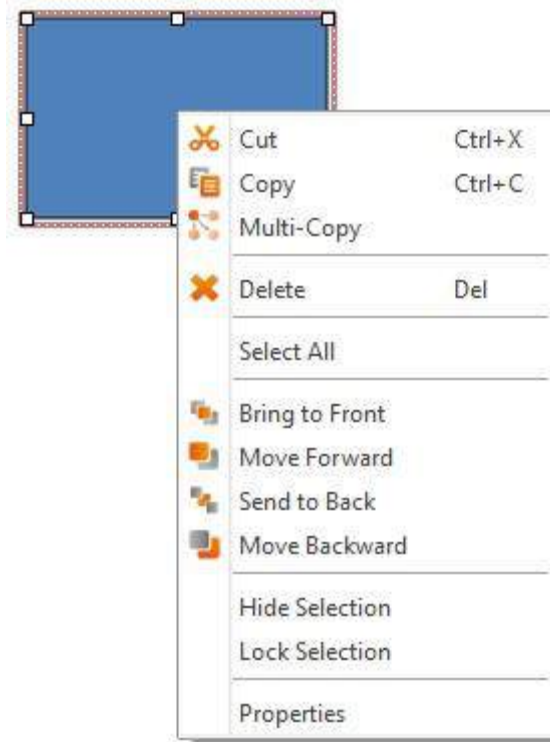 Cut Ctrl+X
Copy Ctrl+C
Multi-Copy
Delete Del
Select All
Bring to Front
Move Forward
Send to Back
Move Backward
Hide Selection
Lock Selection
Properties